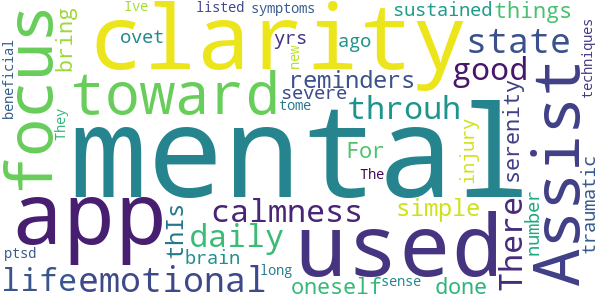 clarity
focus
bring
Ive
listed
symptoms
sustained
things
beneficial
ovet
yrs
new
ago
state
toward
reminders
severe
good
tome
throuh
techniques
They
mental
Assist
app
For
The
injury
serenity
There
number
traumatic
calmness
thIs
simple
daily
used
brain
ptsd
life
emotional
long
oneself
sense
done